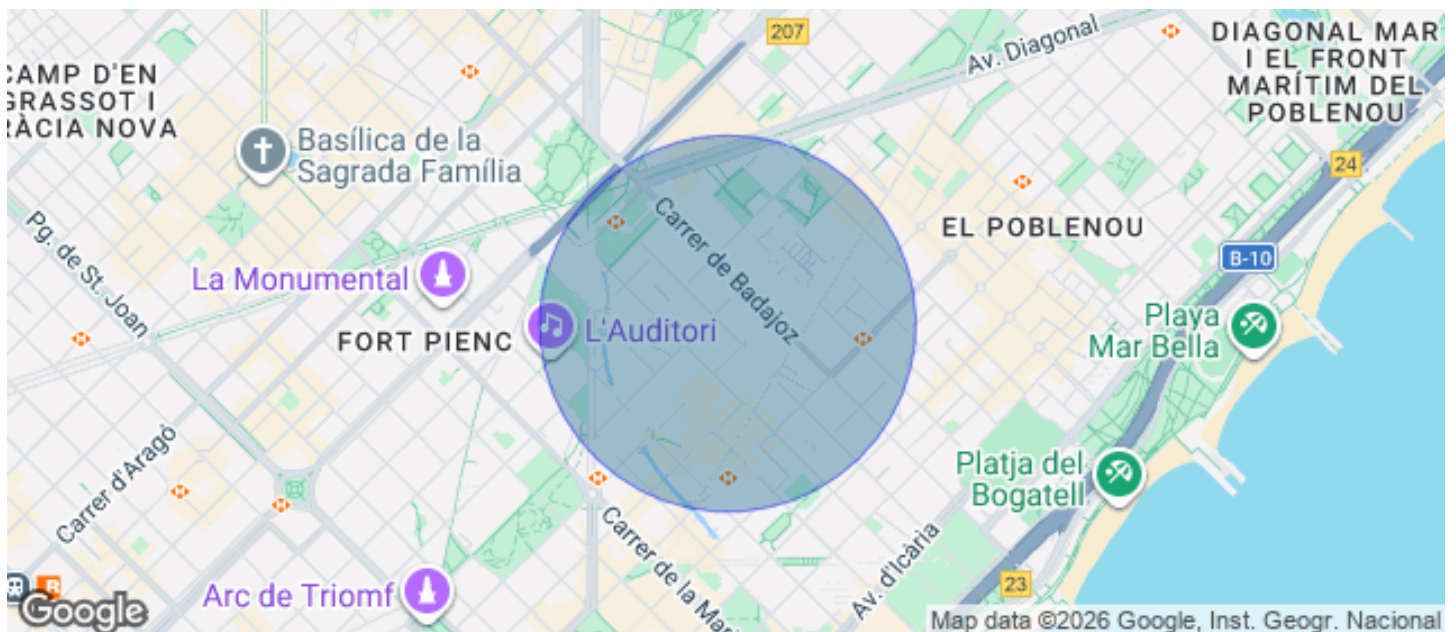 207
Av. Diagonal
DIAGONAL MAR
I EL FRONT
MARÍTIM DEL
POBLENOU
CAMP D'EN
GRASSOT I
RÀCIA NOVA
Basílica de la
Sagrada Família
24
Carrer de Badajoz
EL POBLENOU
Pg. de St. Joan
B-10
La Monumental
L'Auditori
FORT PIENC
Playa
Mar Bella
Carrer d'Aragó
Platja del
Bogatell
Carrer de la Mari
Av. d'Icària
23
Arc de Triomf
Google
Map data ©2026 Google, Inst. Geogr. Nacional